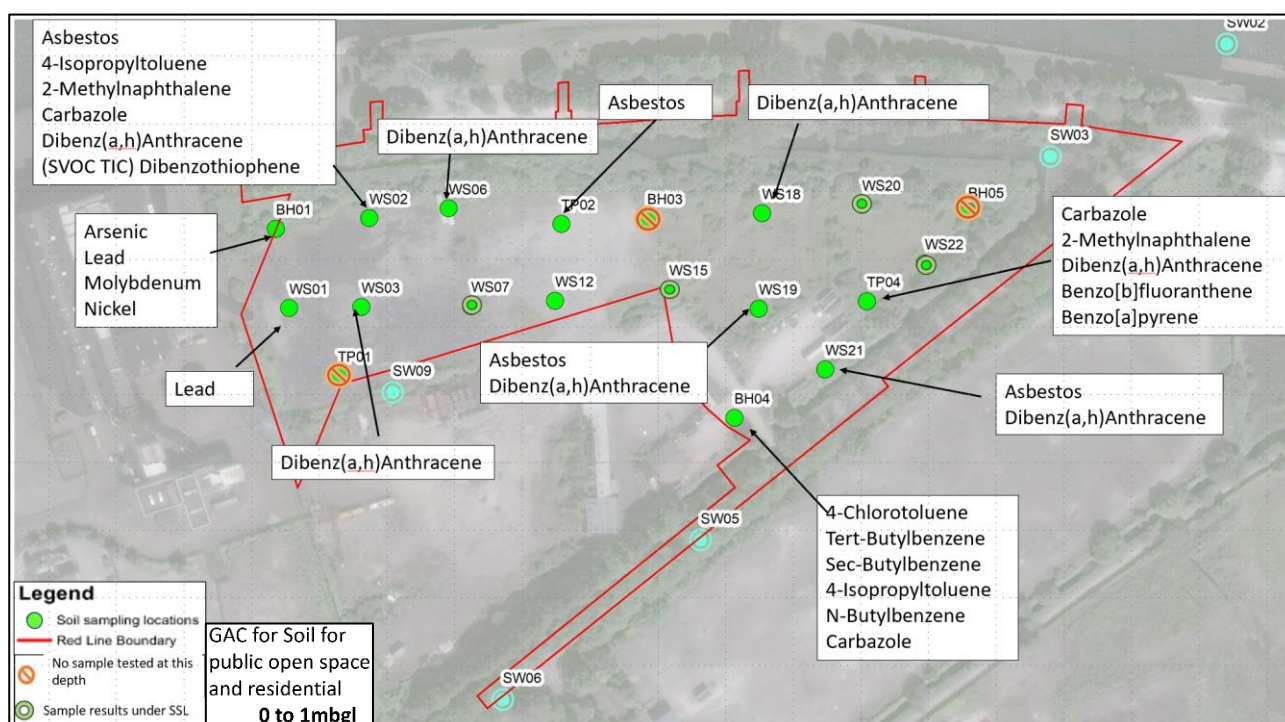 SW02
Asbestos
4-Isopropyltoluene
2-Methylnaphthalene
Carbazole
Dibenz(a,h)Anthracene
(SVOC TIC) Dibenzothiophene
Dibenz(a,h)Anthracene
Asbestos
Dibenz(a,h)Anthracene
SW03
WS06
WS02
TP02
BH03
WS18
WS20
BH05
BH01
Arsenic
Lead
Molybdenum
Nickel
Carbazole
2-Methylnaphthalene
Dibenz(a,h)Anthracene
Benzo[b]fluoranthene
Benzo[a]pyrene
WS22
WS01
WS03
WS07
WS12
WS15
WS19
TP04
TP01
SW09
WS21
Lead
Asbestos
Dibenz(a,h)Anthracene
Asbestos
Dibenz(a,h)Anthracene
BH04
Dibenz(a,h)Anthracene
4-Chlorotoluene
Tert-Butylbenzene
Sec-Butylbenzene
4-Isopropyltoluene
N-Butylbenzene
Carbazole
SW05
SW06
Legend
Soil sampling locations
Red Line Boundary
No sample tested at this
depth
Sample results under SSL
GAC for Soil for
public open space
and residential
0 to 1mbgl